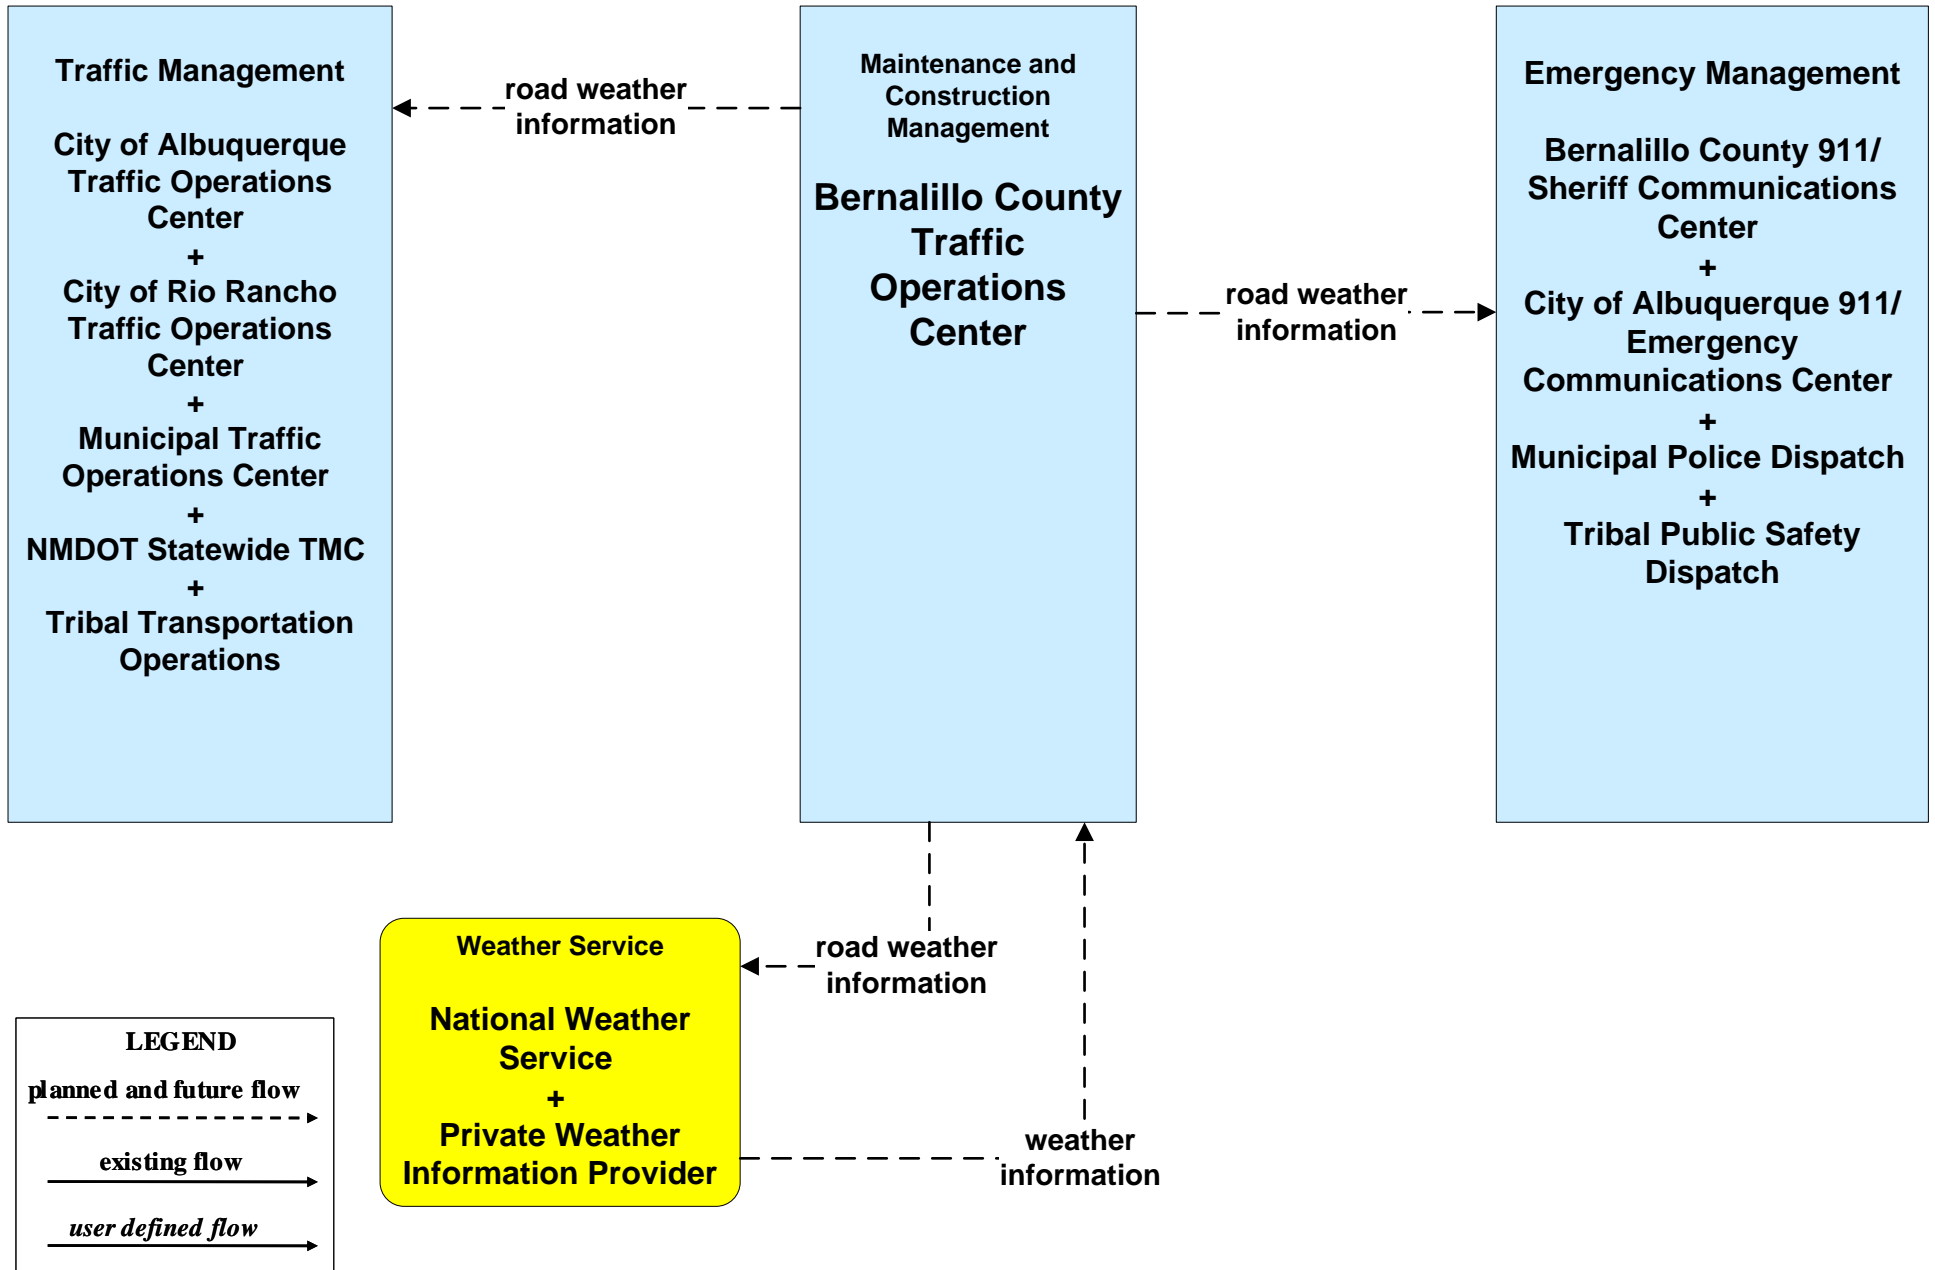 Traffic Management
City of Albuquerque
Traffic Operations
Center
+
City of Rio Rancho
Traffic Operations
Center
+
Municipal Traffic
Operations Center
+
NMDOT Statewide TMC
+
Tribal Transportation
Operations
road weather
information
Maintenance and
Construction
Management
Bernalillo County
Traffic
Operations
Center
road weather
information
Emergency Management
Bernalillo County 911/
Sheriff Communications
Center
+
City of Albuquerque 911/
Emergency
Communications Center
+
Municipal Police Dispatch
+
Tribal Public Safety
Dispatch
Weather Service
National Weather
Service
+
Private Weather
Information Provider
road weather
information
weather
information
LEGEND
planned and future flow
existing flow
user defined flow